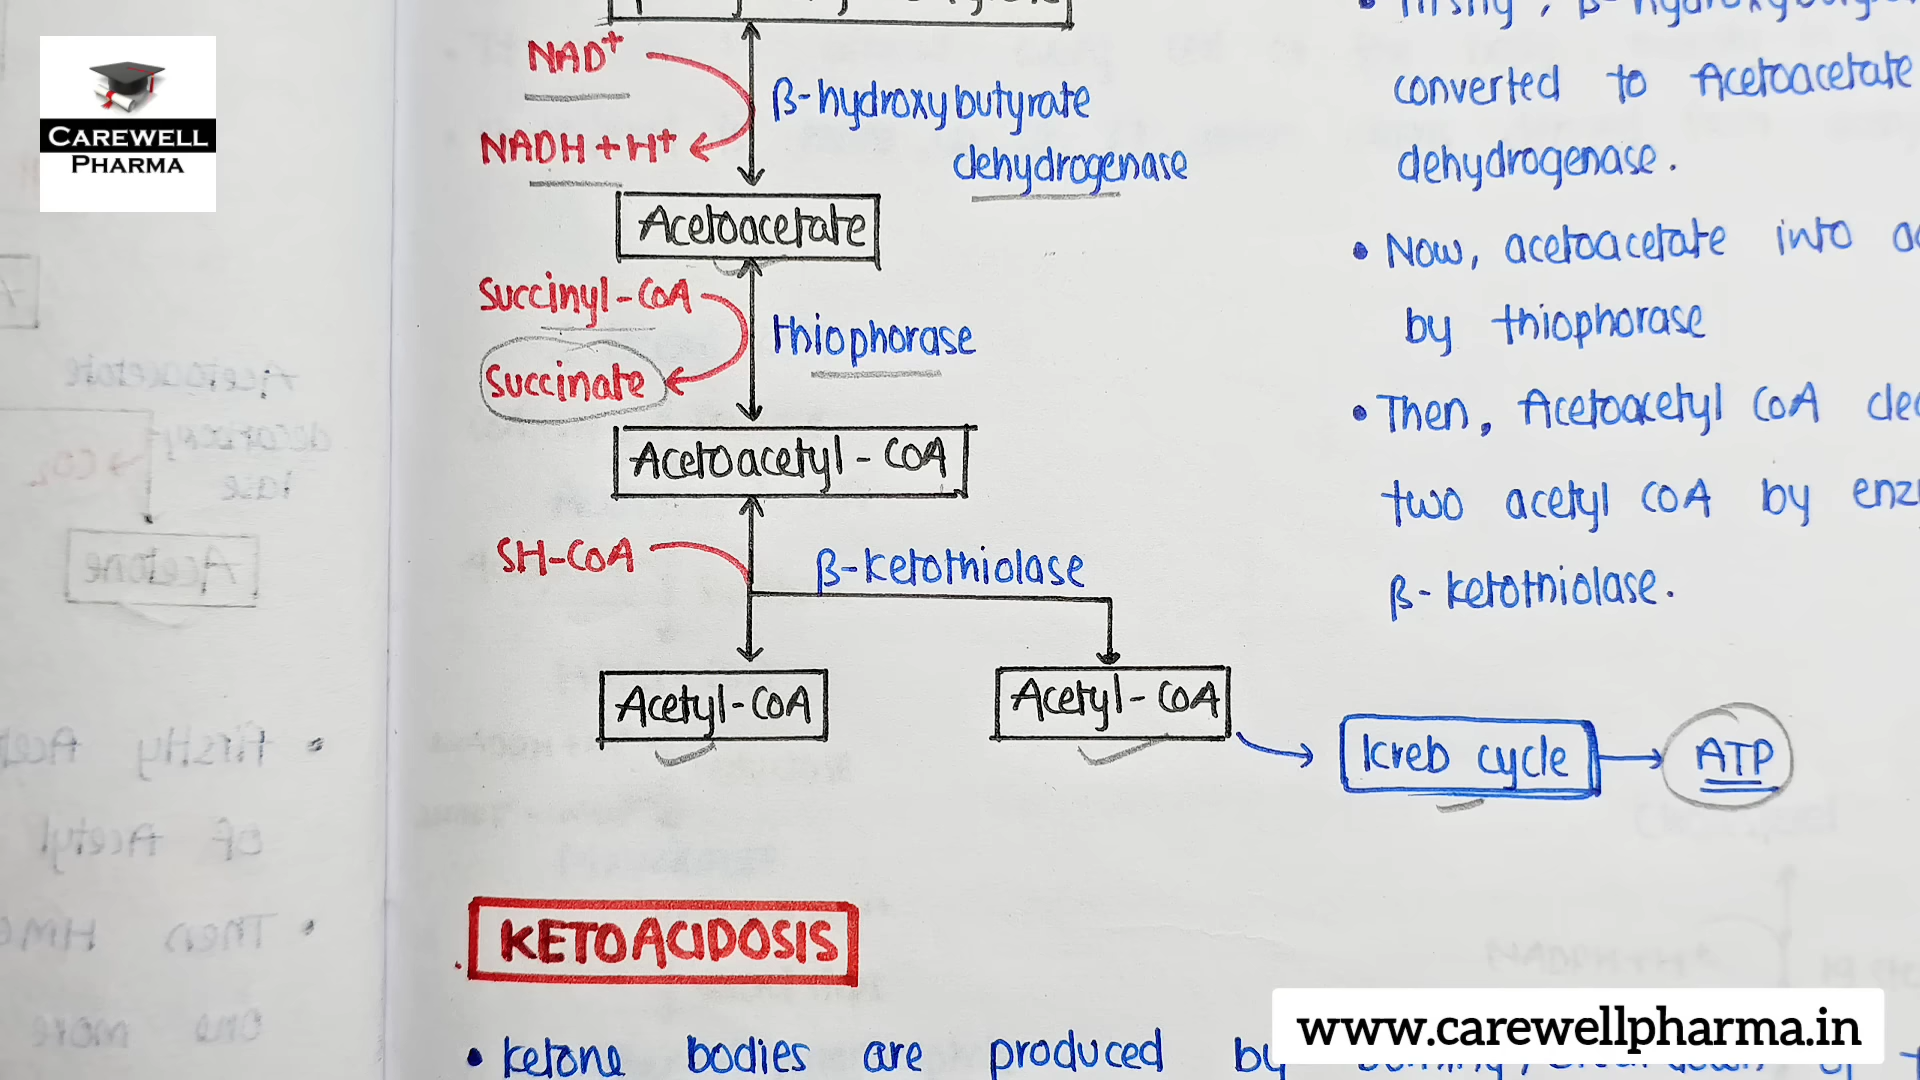 CAREWELL
PHARMA
NAD+
NADH + H+
β-hydroxybutyrate
dehydrogenase
Acetoacetate
Succinyl-CoA
Succinate
thiophorase
Acetoacetyl-CoA
SH-CoA
β-ketothiolase
Acetyl-CoA
Acetyl-CoA
Kreb cycle
ATP
converted to Acetoacetate
dehydrogenase.
• Now, acetoacetate into
by thiophorase
• Then, Acetoacetyl CoA
two acetyl CoA by
β-ketothiolase.
KETOACIDOSIS
• Ketone bodies are produced by
www.carewellpharma.in